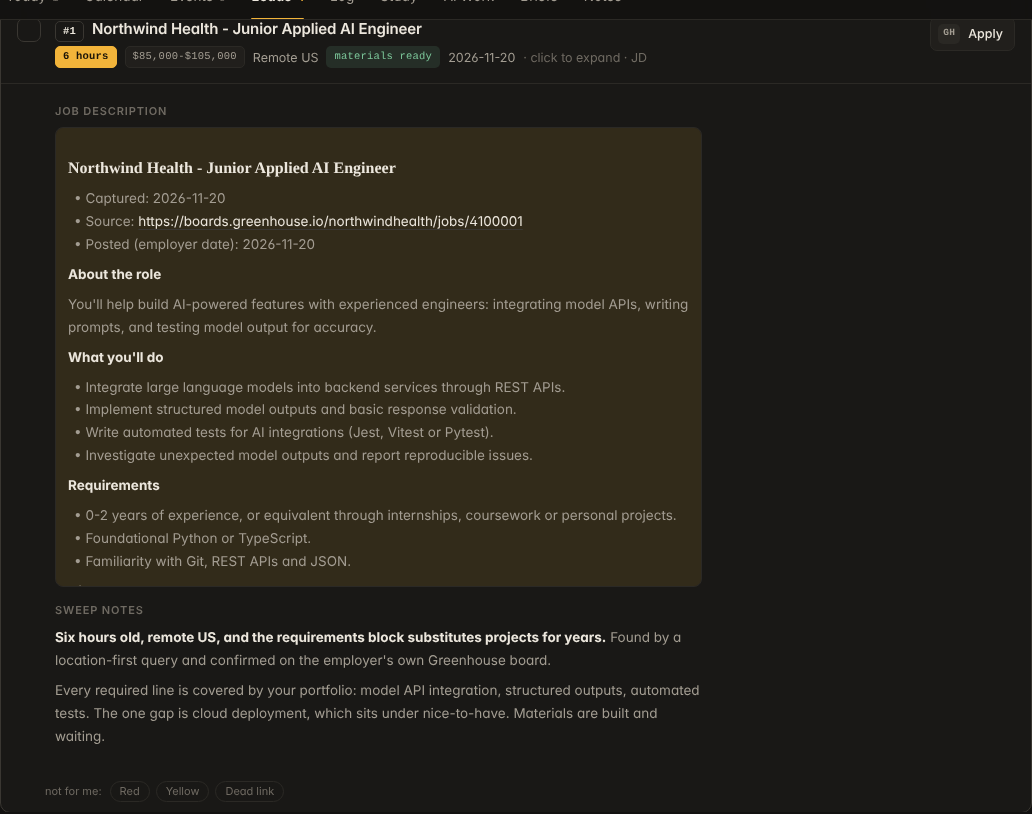 #1 Northwind Health - Junior Applied AI Engineer
GH Apply
6 hours $85,000-$105,000 Remote US materials ready 2026-11-20 · click to expand · JD
JOB DESCRIPTION
Northwind Health - Junior Applied AI Engineer
• Captured: 2026-11-20
• Source: https://boards.greenhouse.io/northwindhealth/jobs/4100001
• Posted (employer date): 2026-11-20
About the role
You'll help build AI-powered features with experienced engineers: integrating model APIs, writing
prompts, and testing model output for accuracy.
What you'll do
• Integrate large language models into backend services through REST APIs.
• Implement structured model outputs and basic response validation.
• Write automated tests for AI integrations (Jest, Vitest or Pytest).
• Investigate unexpected model outputs and report reproducible issues.
Requirements
• 0-2 years of experience, or equivalent through internships, coursework or personal projects.
• Foundational Python or TypeScript.
• Familiarity with Git, REST APIs and JSON.
SWEEP NOTES
Six hours old, remote US, and the requirements block substitutes projects for years. Found by a
location-first query and confirmed on the employer's own Greenhouse board.
Every required line is covered by your portfolio: model API integration, structured outputs, automated
tests. The one gap is cloud deployment, which sits under nice-to-have. Materials are built and
waiting.
not for me: Red Yellow Dead link